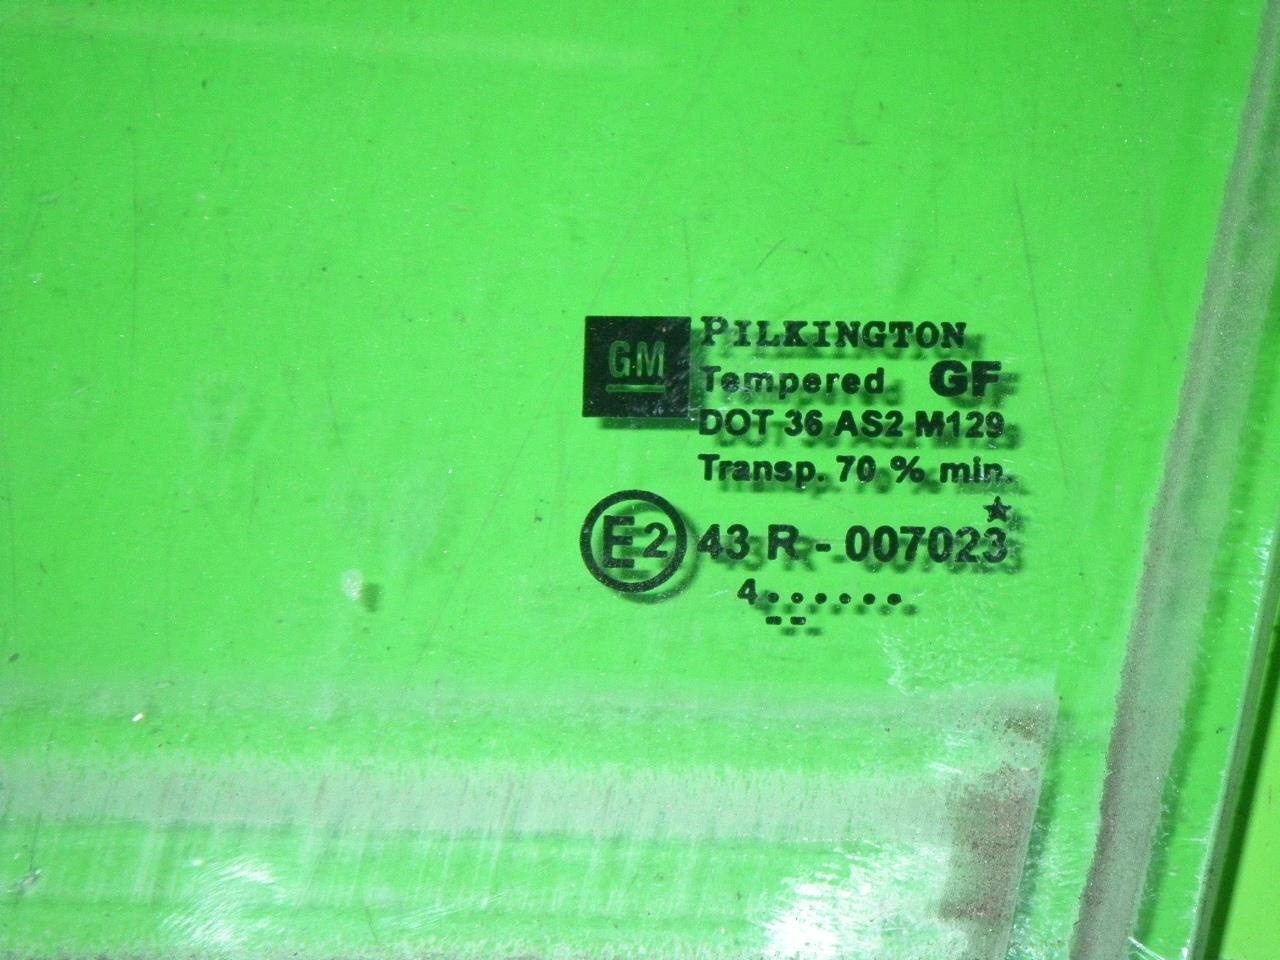 GM
PILKINGTON
Tempered GF
DOT 36 AS2 M129
Transp. 70 % min.
E2 43 R - 007023
4......